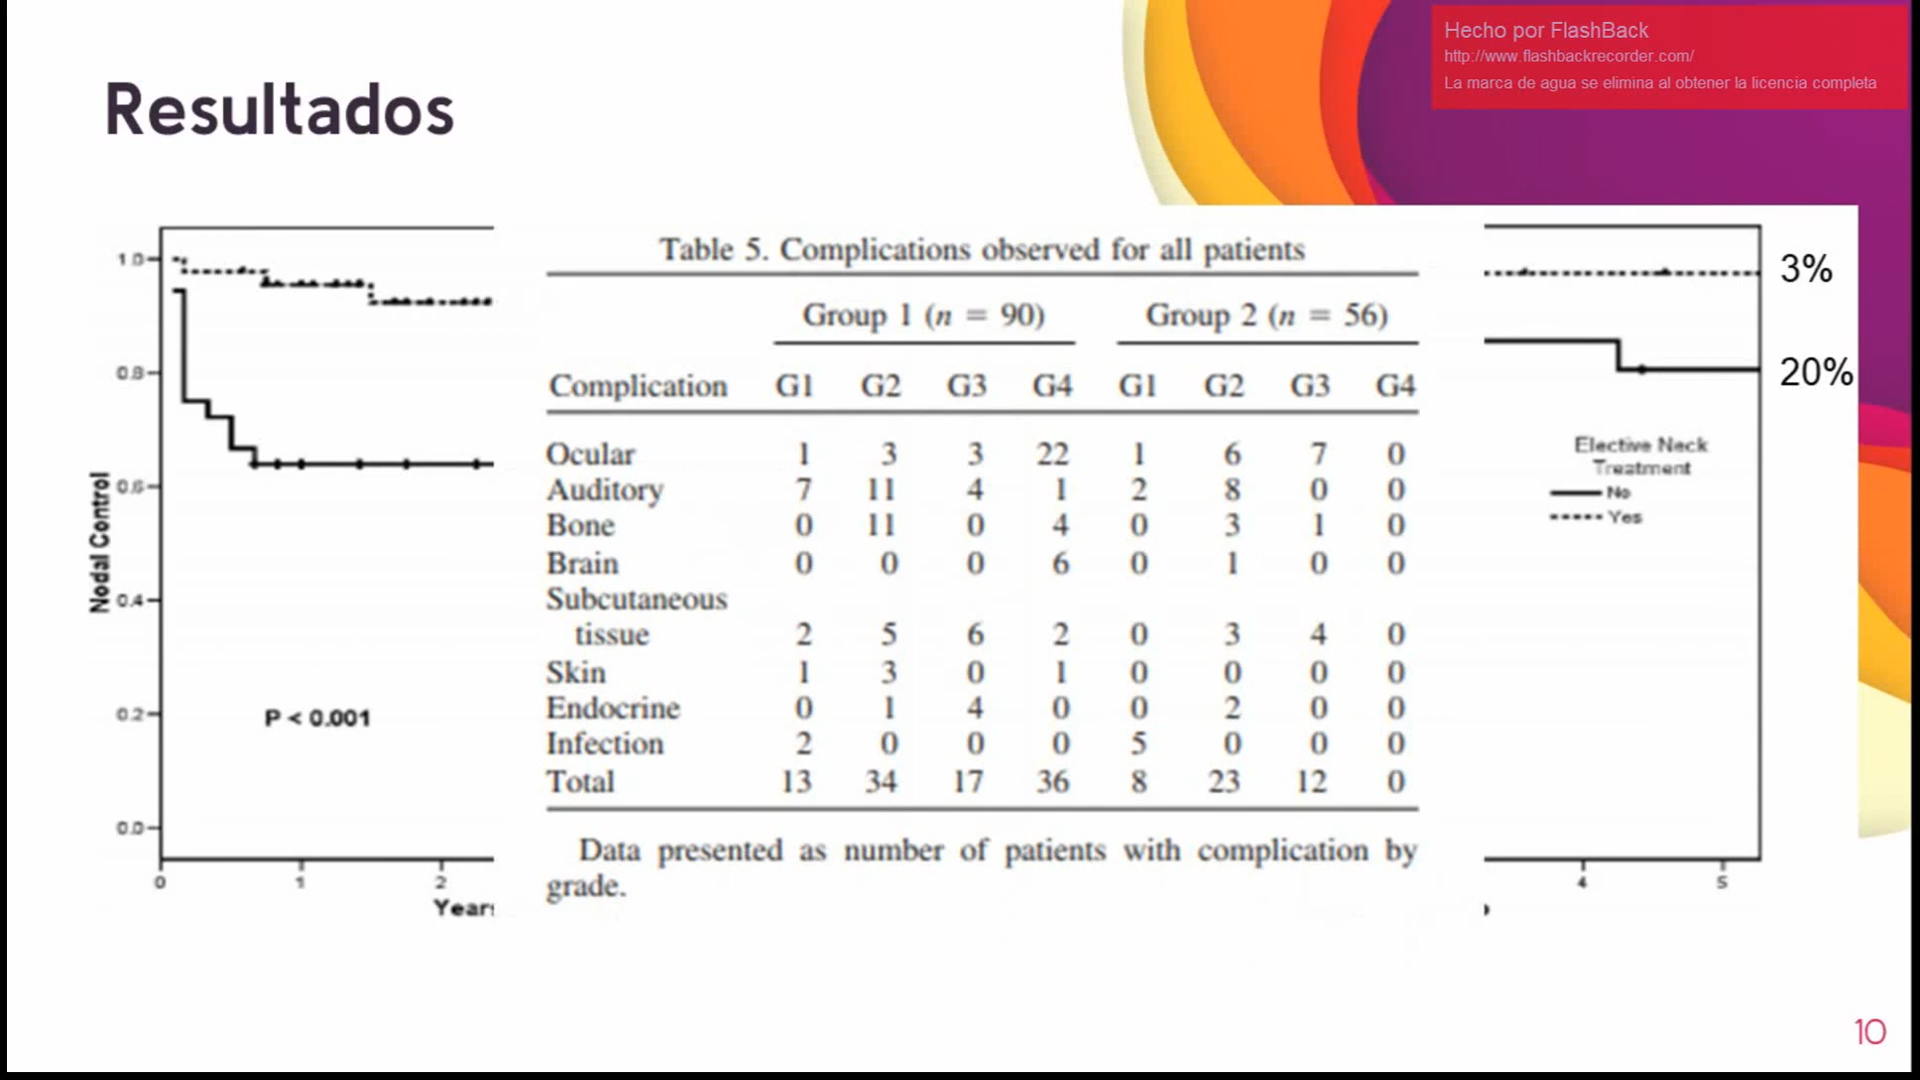 Hecho por FlashBack
http://www.flashbackrecorder.com/
La marca de agua se elimina al obtener la licencia completa
Resultados
Nodal Control
1.0
0.8
0.6
0.4
0.2
0.0
P < 0.001
0 1 2
Table 5. Complications observed for all patients
Group 1 (n = 90) Group 2 (n = 56)
Complication G1 G2 G3 G4 G1 G2 G3 G4
Ocular 1 3 3 22 1 6 7 0
Auditory 7 11 4 1 2 8 0 0
Bone 0 11 0 4 0 3 1 0
Brain 0 0 0 6 0 1 0 0
Subcutaneous
tissue 2 5 6 2 0 3 4 0
Skin 1 3 0 1 0 0 0 0
Endocrine 0 1 4 0 0 2 0 0
Infection 2 0 0 0 5 0 0 0
Total 13 34 17 36 8 23 12 0
Data presented as number of patients with complication by
grade.
3%
20%
Elective Neck
Treatment
No
Yes
4 5
10